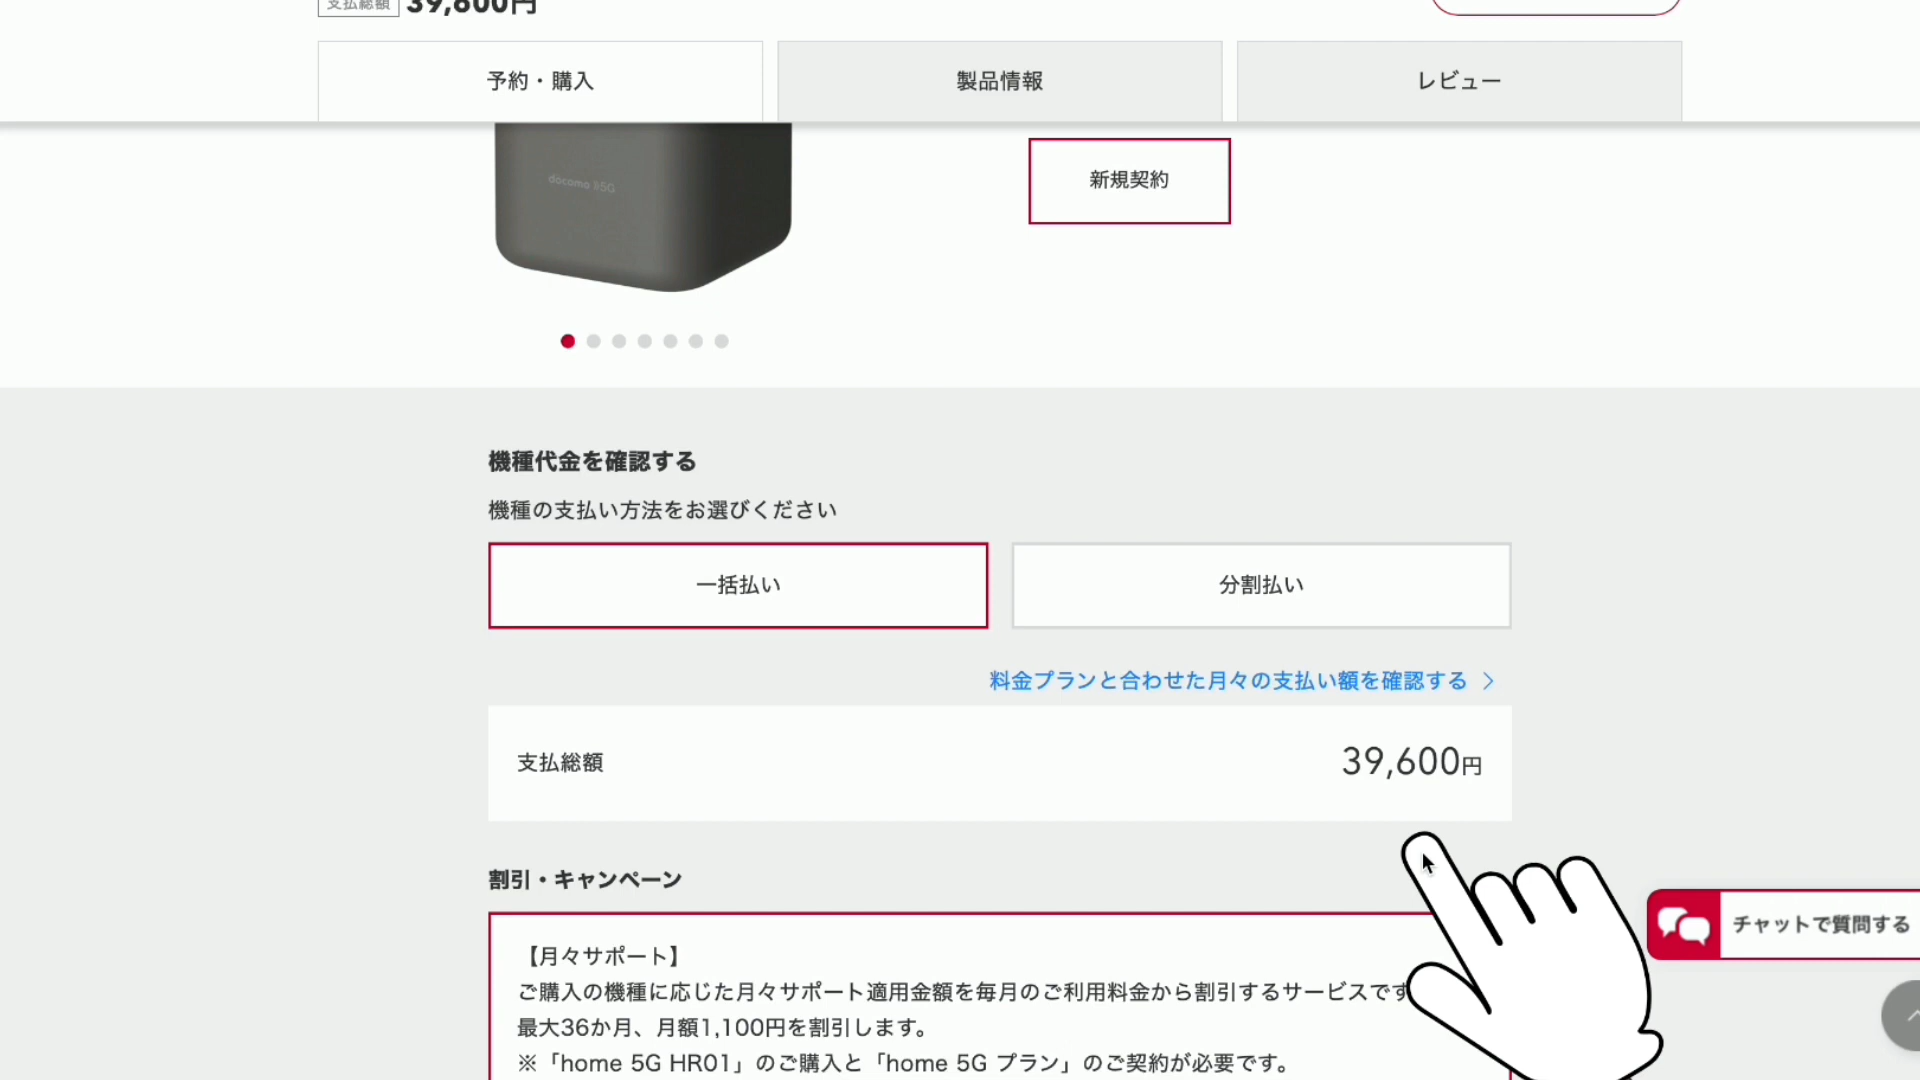 支払総額 39,600円
予約・購入 製品情報 レビュー
docomo 5G
新規契約
機種代金を確認する
機種の支払い方法をお選びください
一括払い 分割払い
料金プランと合わせた月々の支払い額を確認する
支払総額 39,600円
割引・キャンペーン
【月々サポート】
ご購入の機種に応じた月々サポート適用金額を毎月のご利用料金から割引するサービスです
最大36か月、月額1,100円を割引します。
※「home 5G HR01」のご購入と「home 5G プラン」のご契約が必要です。
チャットで質問する